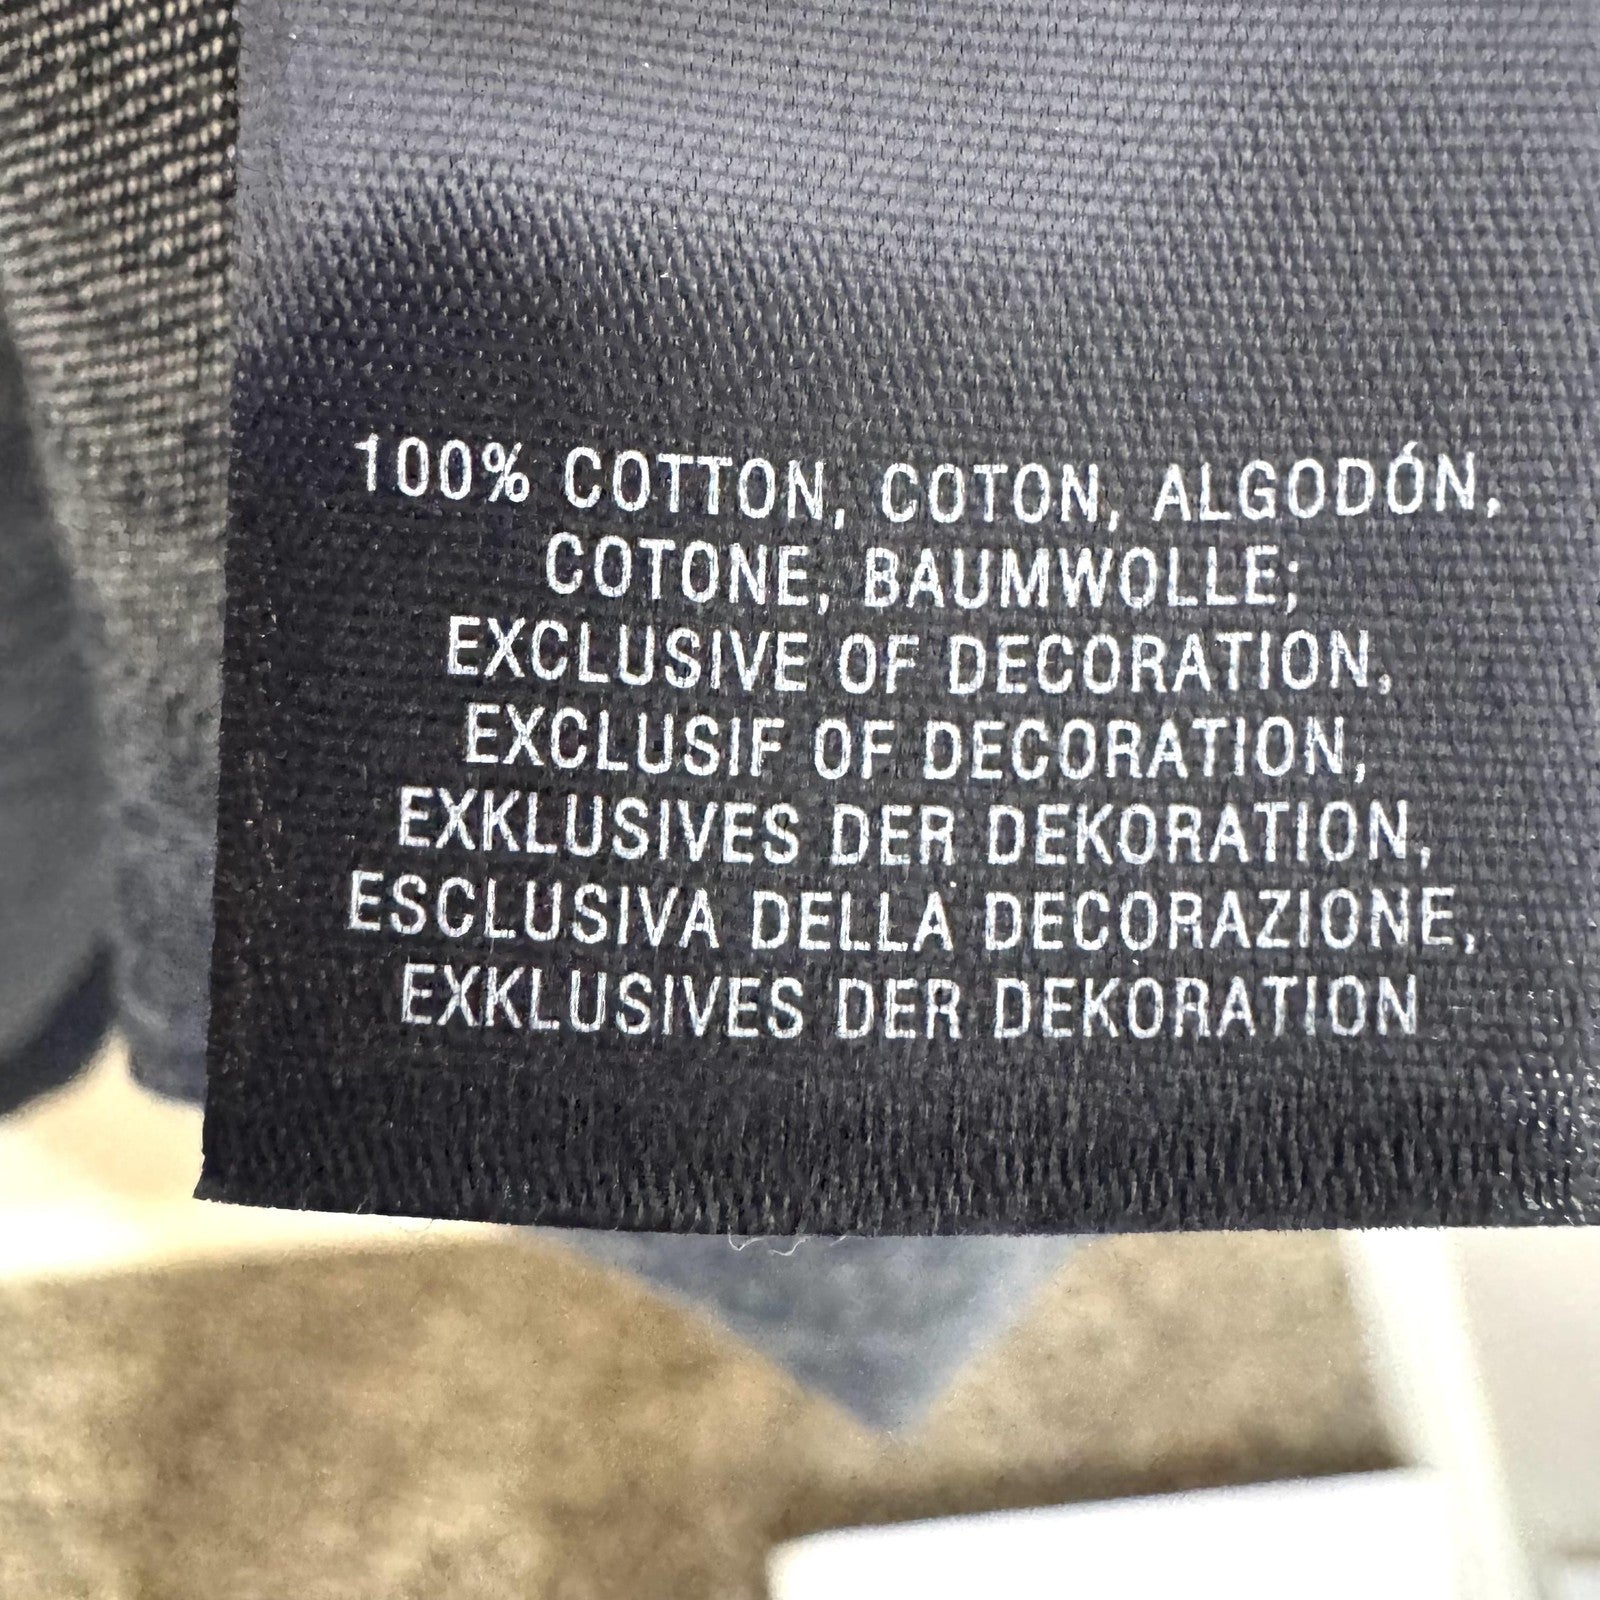 100% COTTON, COTON, ALGODÓN,
COTONE, BAUMWOLLE;
EXCLUSIVE OF DECORATION,
EXCLUSIF OF DECORATION,
EXKLUSIVES DER DEKORATION,
ESCLUSIVA DELLA DECORAZIONE,
EXKLUSIVES DER DEKORATION